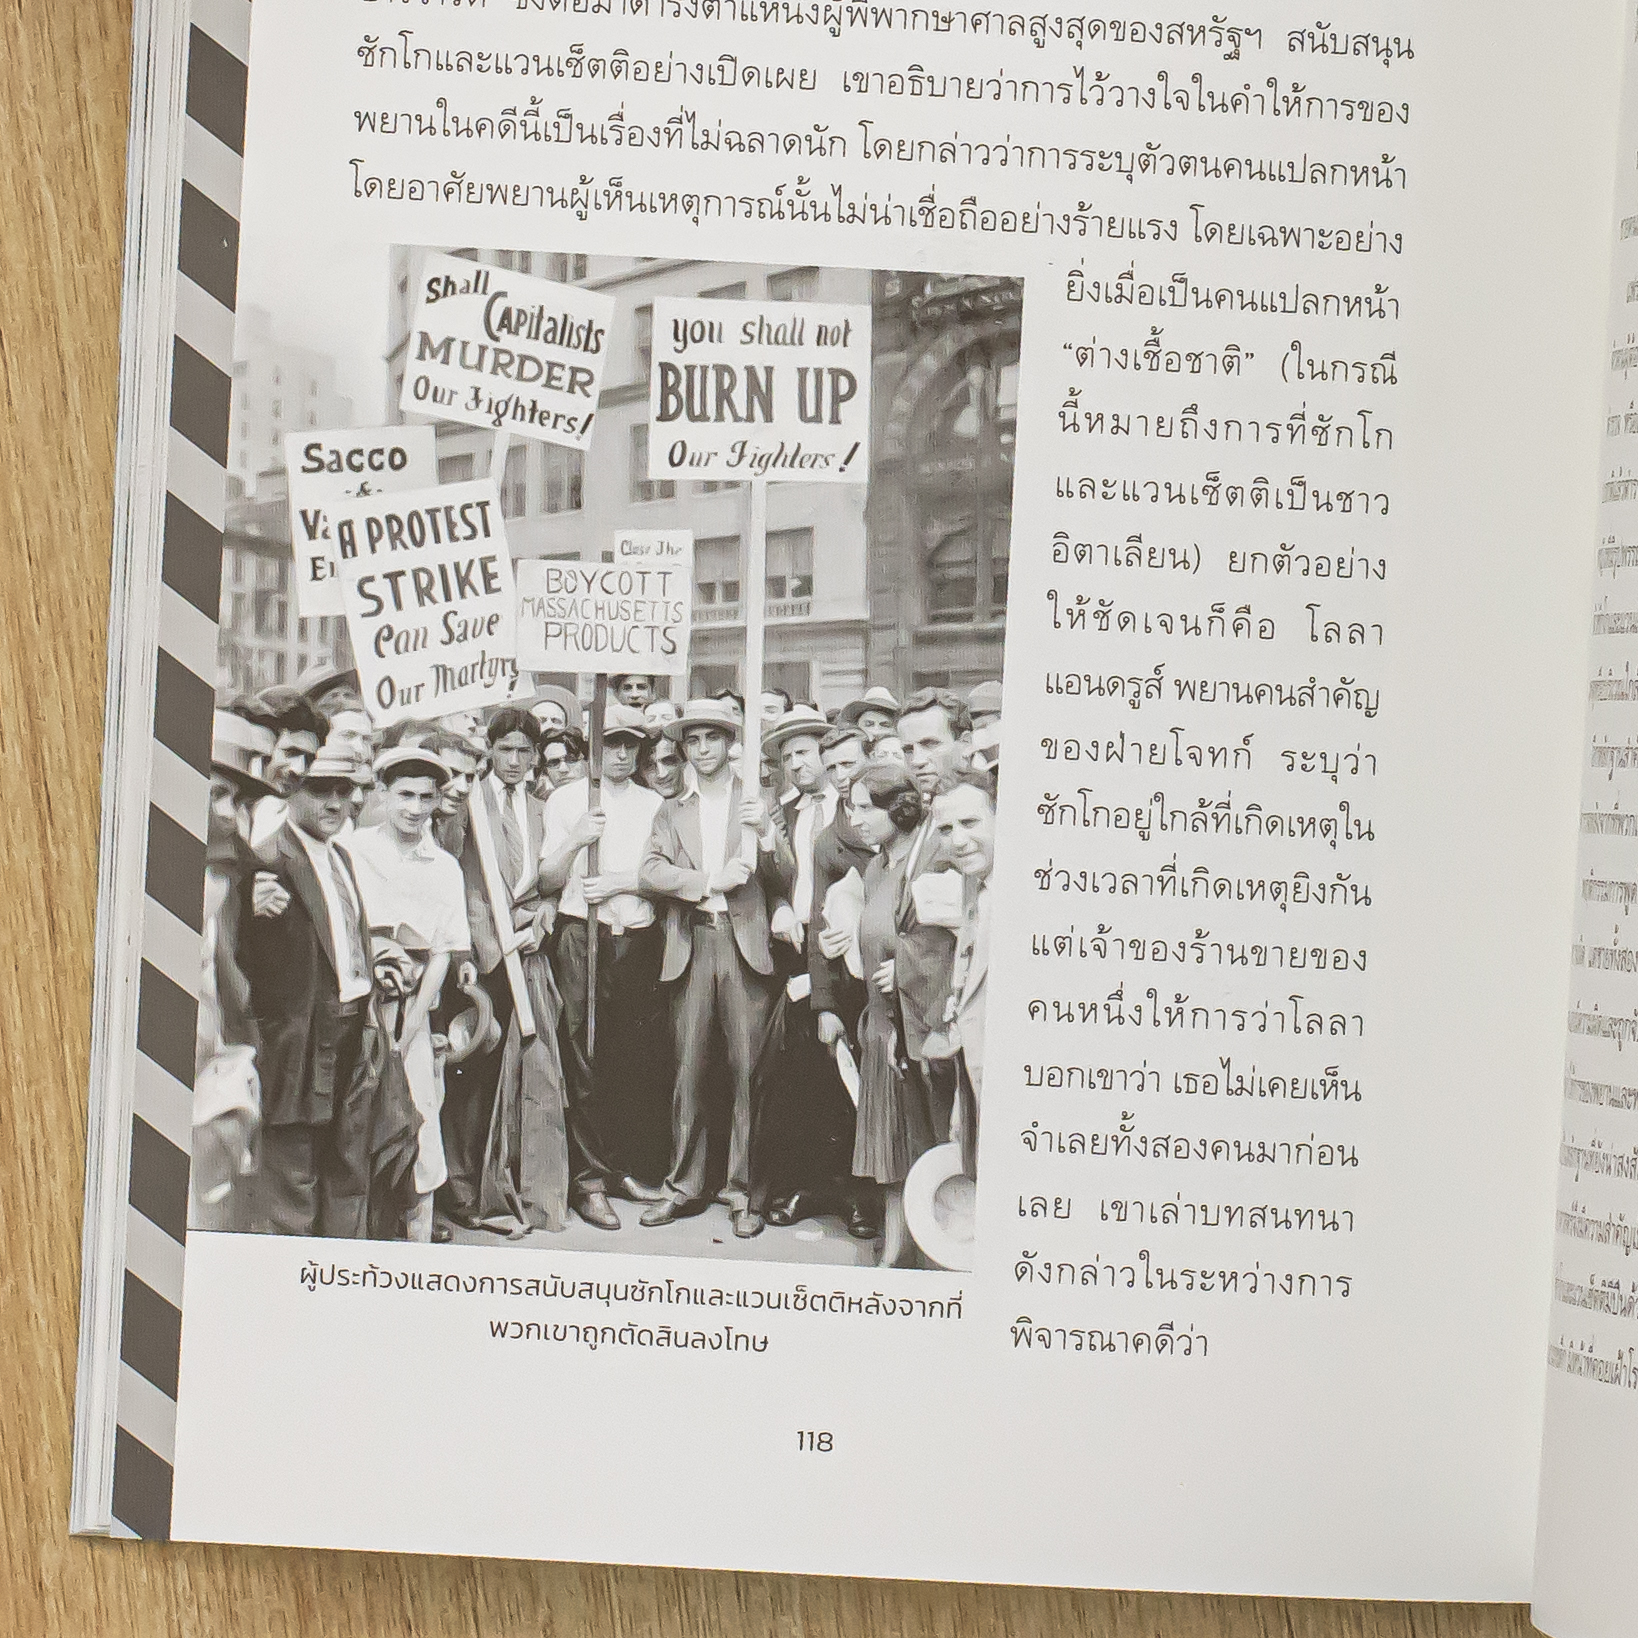 ซึ่งต่อมาดำรงตำแหน่งผู้พิพากษาศาลสูงสุดของสหรัฐฯ สนับสนุน
ซักโกและแวนเซ็ตติอย่างเปิดเผย เขาอธิบายว่าการไว้วางใจในคำให้การของ
พยานในคดีนี้เป็นเรื่องที่ไม่ฉลาดนัก โดยกล่าวว่าการระบุตัวตนคนแปลกหน้า
โดยอาศัยพยานผู้เห็นเหตุการณ์นั้นไม่น่าเชื่อถืออย่างร้ายแรง โดยเฉพาะอย่าง
ยิ่งเมื่อเป็นคนแปลกหน้า
“ต่างเชื้อชาติ” (ในกรณี
นี้หมายถึงการที่ซักโก
และแวนเซ็ตติเป็นชาว
อิตาเลียน) ยกตัวอย่าง
ให้ชัดเจนก็คือ โลลา
แอนดรูส์ พยานคนสำคัญ
ของฝ่ายโจทก์ ระบุว่า
ซักโกอยู่ใกล้ที่เกิดเหตุใน
ช่วงเวลาที่เกิดเหตุยิงกัน
แต่เจ้าของร้านขายของ
คนหนึ่งให้การว่าโลลา
บอกเขาว่า เธอไม่เคยเห็น
จำเลยทั้งสองคนมาก่อน
เลย เขาเล่าบทสนทนา
ดังกล่าวในระหว่างการ
พิจารณาคดีว่า
Shall
Capitalists
MURDER
Our Fighters!
you shall not
BURN UP
Our Fighters!
Sacco
&
A PROTEST
STRIKE
Can Save
Our Martyrs!
Close The
BOYCOTT
MASSACHUSETTS
PRODUCTS
ผู้ประท้วงแสดงการสนับสนุนซักโกและแวนเซ็ตติหลังจากที่
พวกเขาถูกตัดสินลงโทษ
118